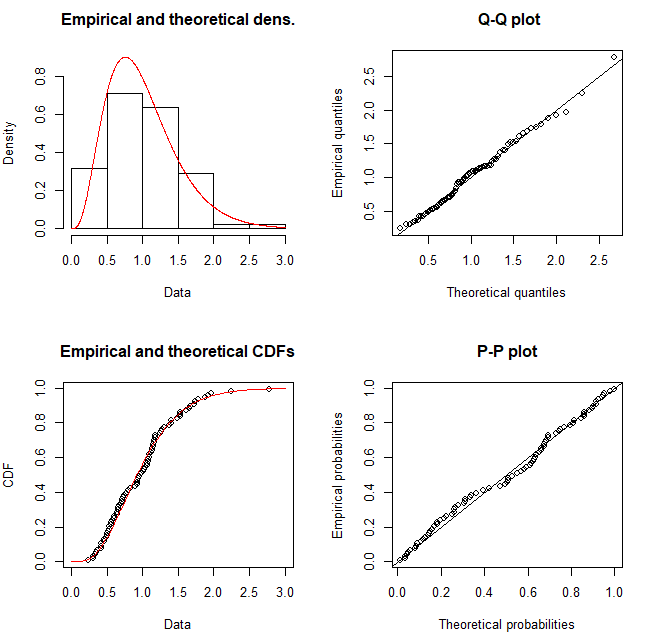 Empirical and theoretical dens.
Density
0.0 0.2 0.4 0.6 0.8
0.0 0.5 1.0 1.5 2.0 2.5 3.0
Data
Q-Q plot
Empirical quantiles
0.5 1.0 1.5 2.0 2.5
0.5 1.0 1.5 2.0 2.5
Theoretical quantiles
Empirical and theoretical CDFs
CDF
0.0 0.2 0.4 0.6 0.8 1.0
0.0 0.5 1.0 1.5 2.0 2.5 3.0
Data
P-P plot
Empirical probabilities
0.0 0.2 0.4 0.6 0.8 1.0
0.0 0.2 0.4 0.6 0.8 1.0
Theoretical probabilities